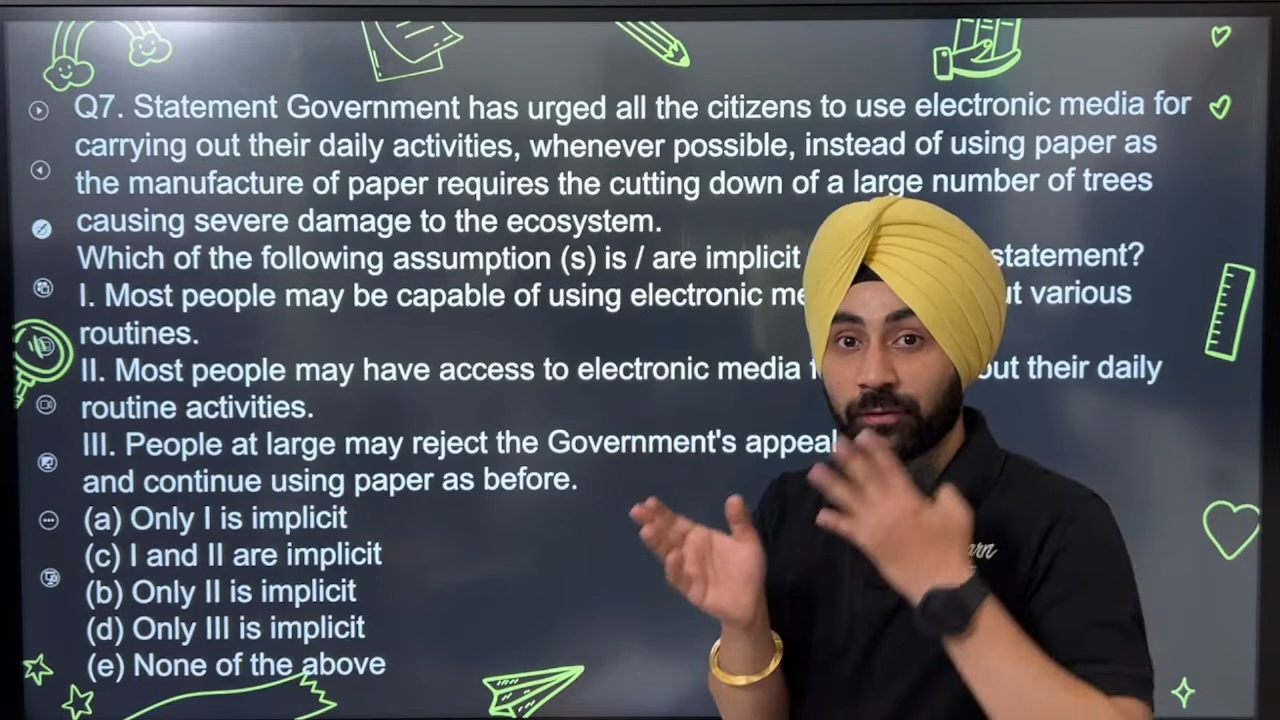 Q7. Statement Government has urged all the citizens to use electronic media for
carrying out their daily activities, whenever possible, instead of using paper as
the manufacture of paper requires the cutting down of a large number of trees
causing severe damage to the ecosystem.
Which of the following assumption (s) is / are implicit statement?
I. Most people may be capable of using electronic various
routines.
II. Most people may have access to electronic media their daily
routine activities.
III. People at large may reject the Government's appeal
and continue using paper as before.
(a) Only I is implicit
(c) I and II are implicit
(b) Only II is implicit
(d) Only III is implicit
(e) None of the above